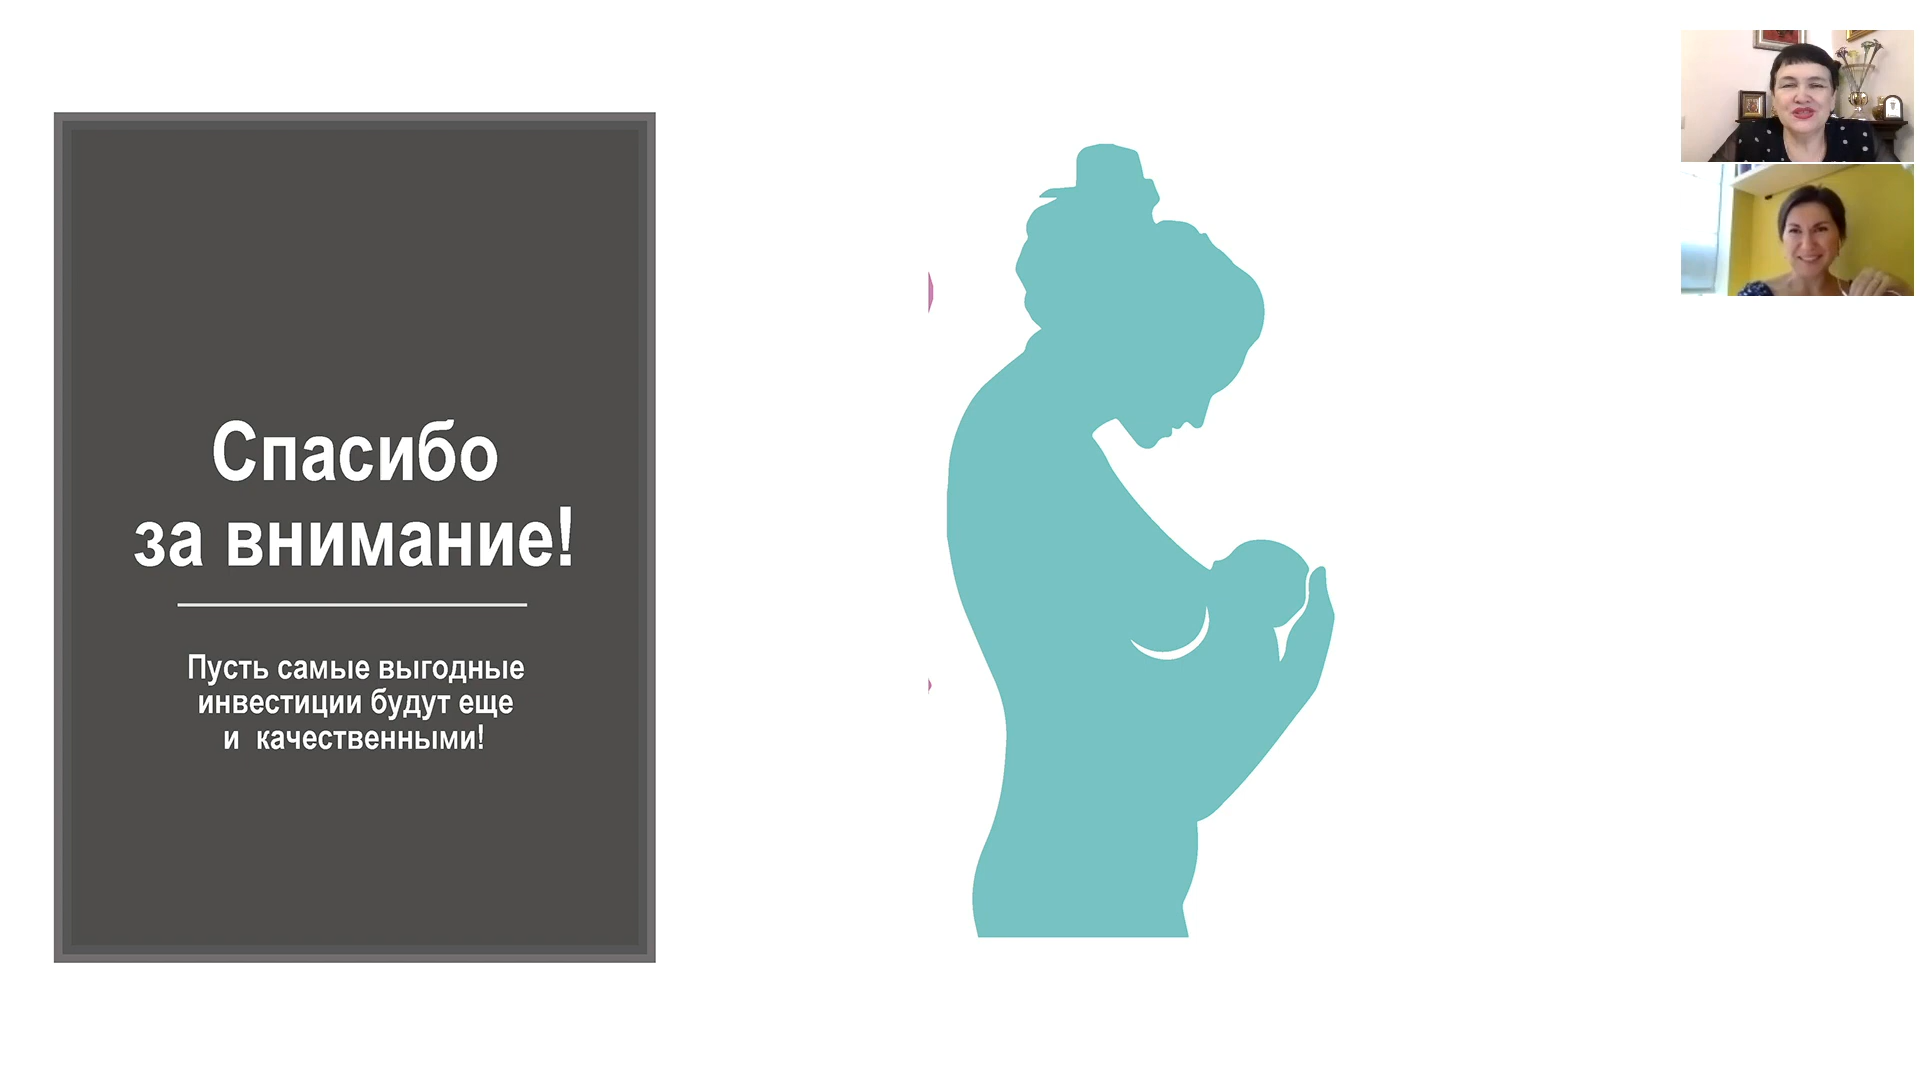 Спасибо
за внимание!
Пусть самые выгодные
инвестиции будут еще
и качественными!